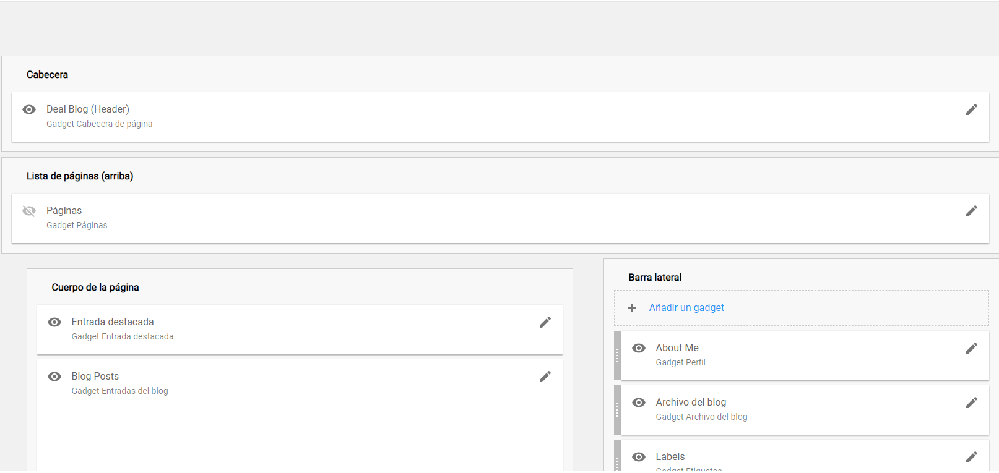 Cabecera
Deal Blog (Header)
Gadget Cabecera de página
Lista de páginas (arriba)
Páginas
Gadget Páginas
Cuerpo de la página
Entrada destacada
Gadget Entrada destacada
Blog Posts
Gadget Entradas del blog
Barra lateral
Añadir un gadget
About Me
Gadget Perfil
Archivo del blog
Gadget Archivo del blog
Labels
Gadget Etiquetas